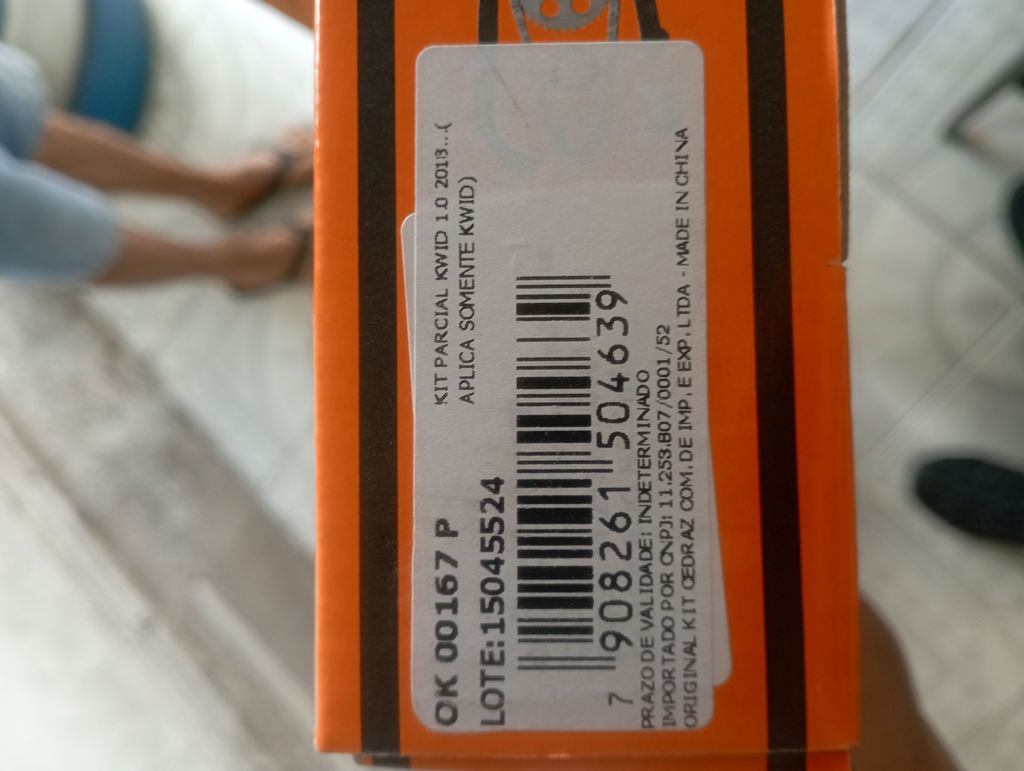 OK 00167 P
KIT PARCIAL KWID 1.0 2018...(
APLICA SOMENTE KWID)
LOTE:15045524
7 908261 504639
PRAZO DE VALIDADE: INDETERMINADO
IMPORTADO POR CNPJ: 11.253.807/0001/52
ORIGINAL KIT CEDRAZ COM. DE IMP. E EXP. LTDA - MADE IN CHINA